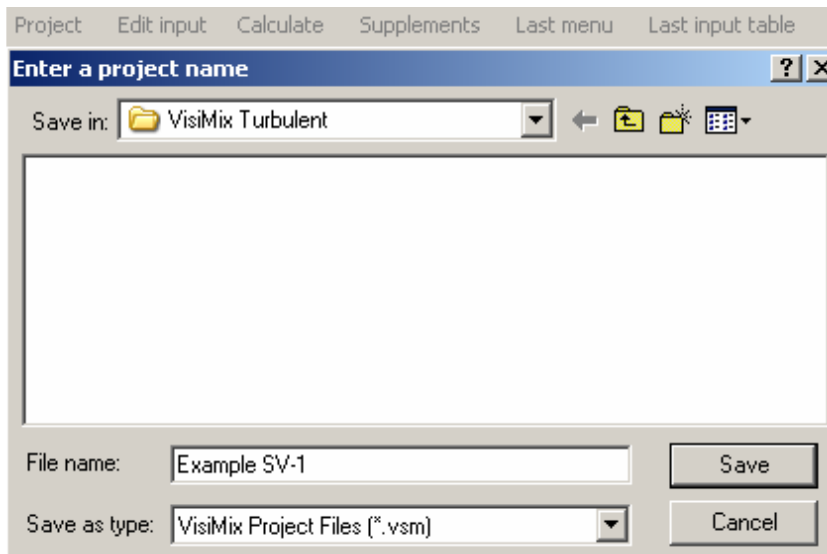 Project Edit input Calculate Supplements Last menu Last input table
Enter a project name
Save in: VisiMix Turbulent
File name: Example SV-1 Save
Save as type: VisiMix Project Files (*.vsm) Cancel